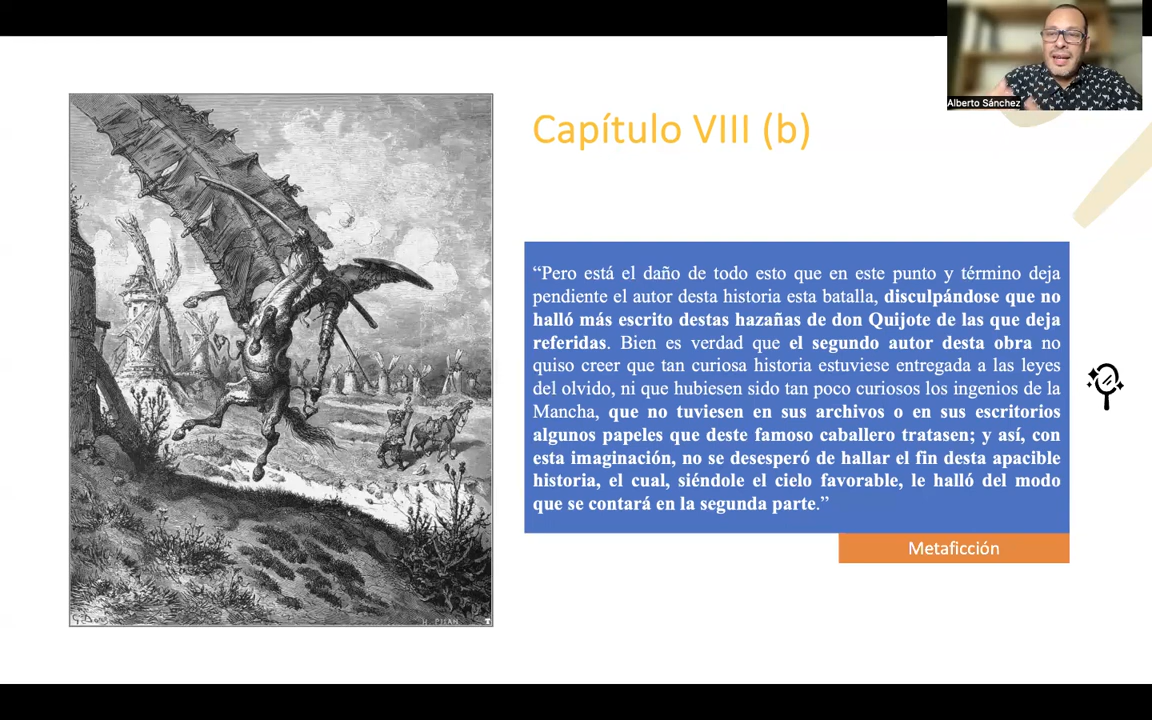 Alberto Sánchez
Capítulo VIII (b)
“Pero está el daño de todo esto que en este punto y término deja
pendiente el autor desta historia esta batalla, disculpándose que no
halló más escrito destas hazañas de don Quijote de las que deja
referidas. Bien es verdad que el segundo autor desta obra no
quiso creer que tan curiosa historia estuviese entregada a las leyes
del olvido, ni que hubiesen sido tan poco curiosos los ingenios de la
Mancha, que no tuviesen en sus archivos o en sus escritorios
algunos papeles que deste famoso caballero tratasen; y así, con
esta imaginación, no se desesperó de hallar el fin desta apacible
historia, el cual, siéndole el cielo favorable, le halló del modo
que se contará en la segunda parte.”
Metaficción
G. Doré
H. PISAN